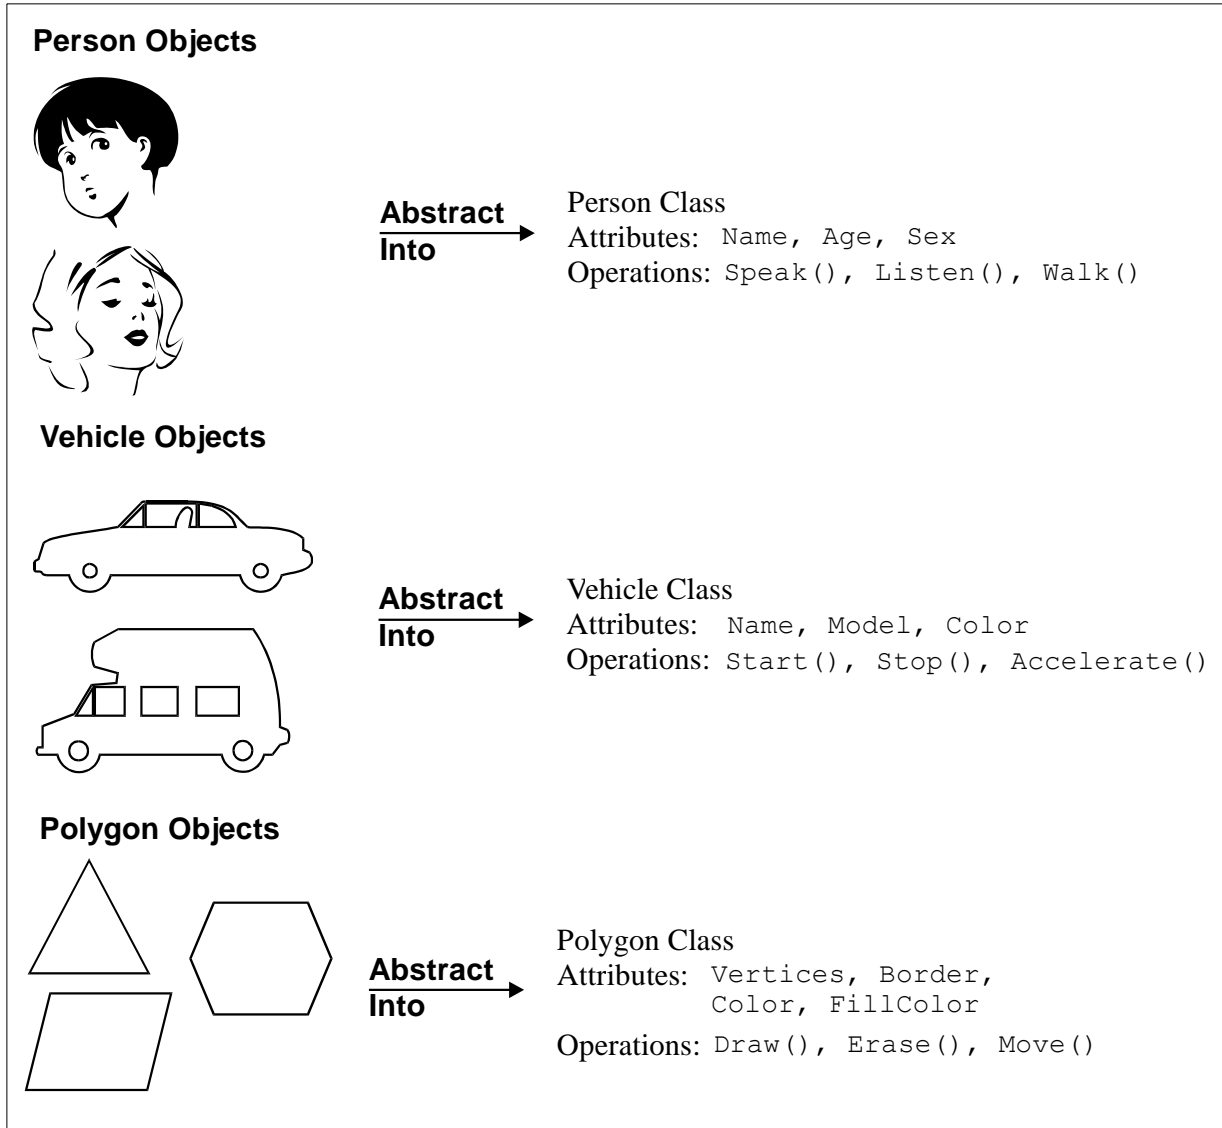 Person Objects
Abstract
Into
Person Class
Attributes: Name, Age, Sex
Operations: Speak(), Listen(), Walk()
Vehicle Objects
Abstract
Into
Vehicle Class
Attributes: Name, Model, Color
Operations: Start(), Stop(), Accelerate()
Polygon Objects
Abstract
Into
Polygon Class
Attributes: Vertices, Border,
Color, FillColor
Operations: Draw(), Erase(), Move()